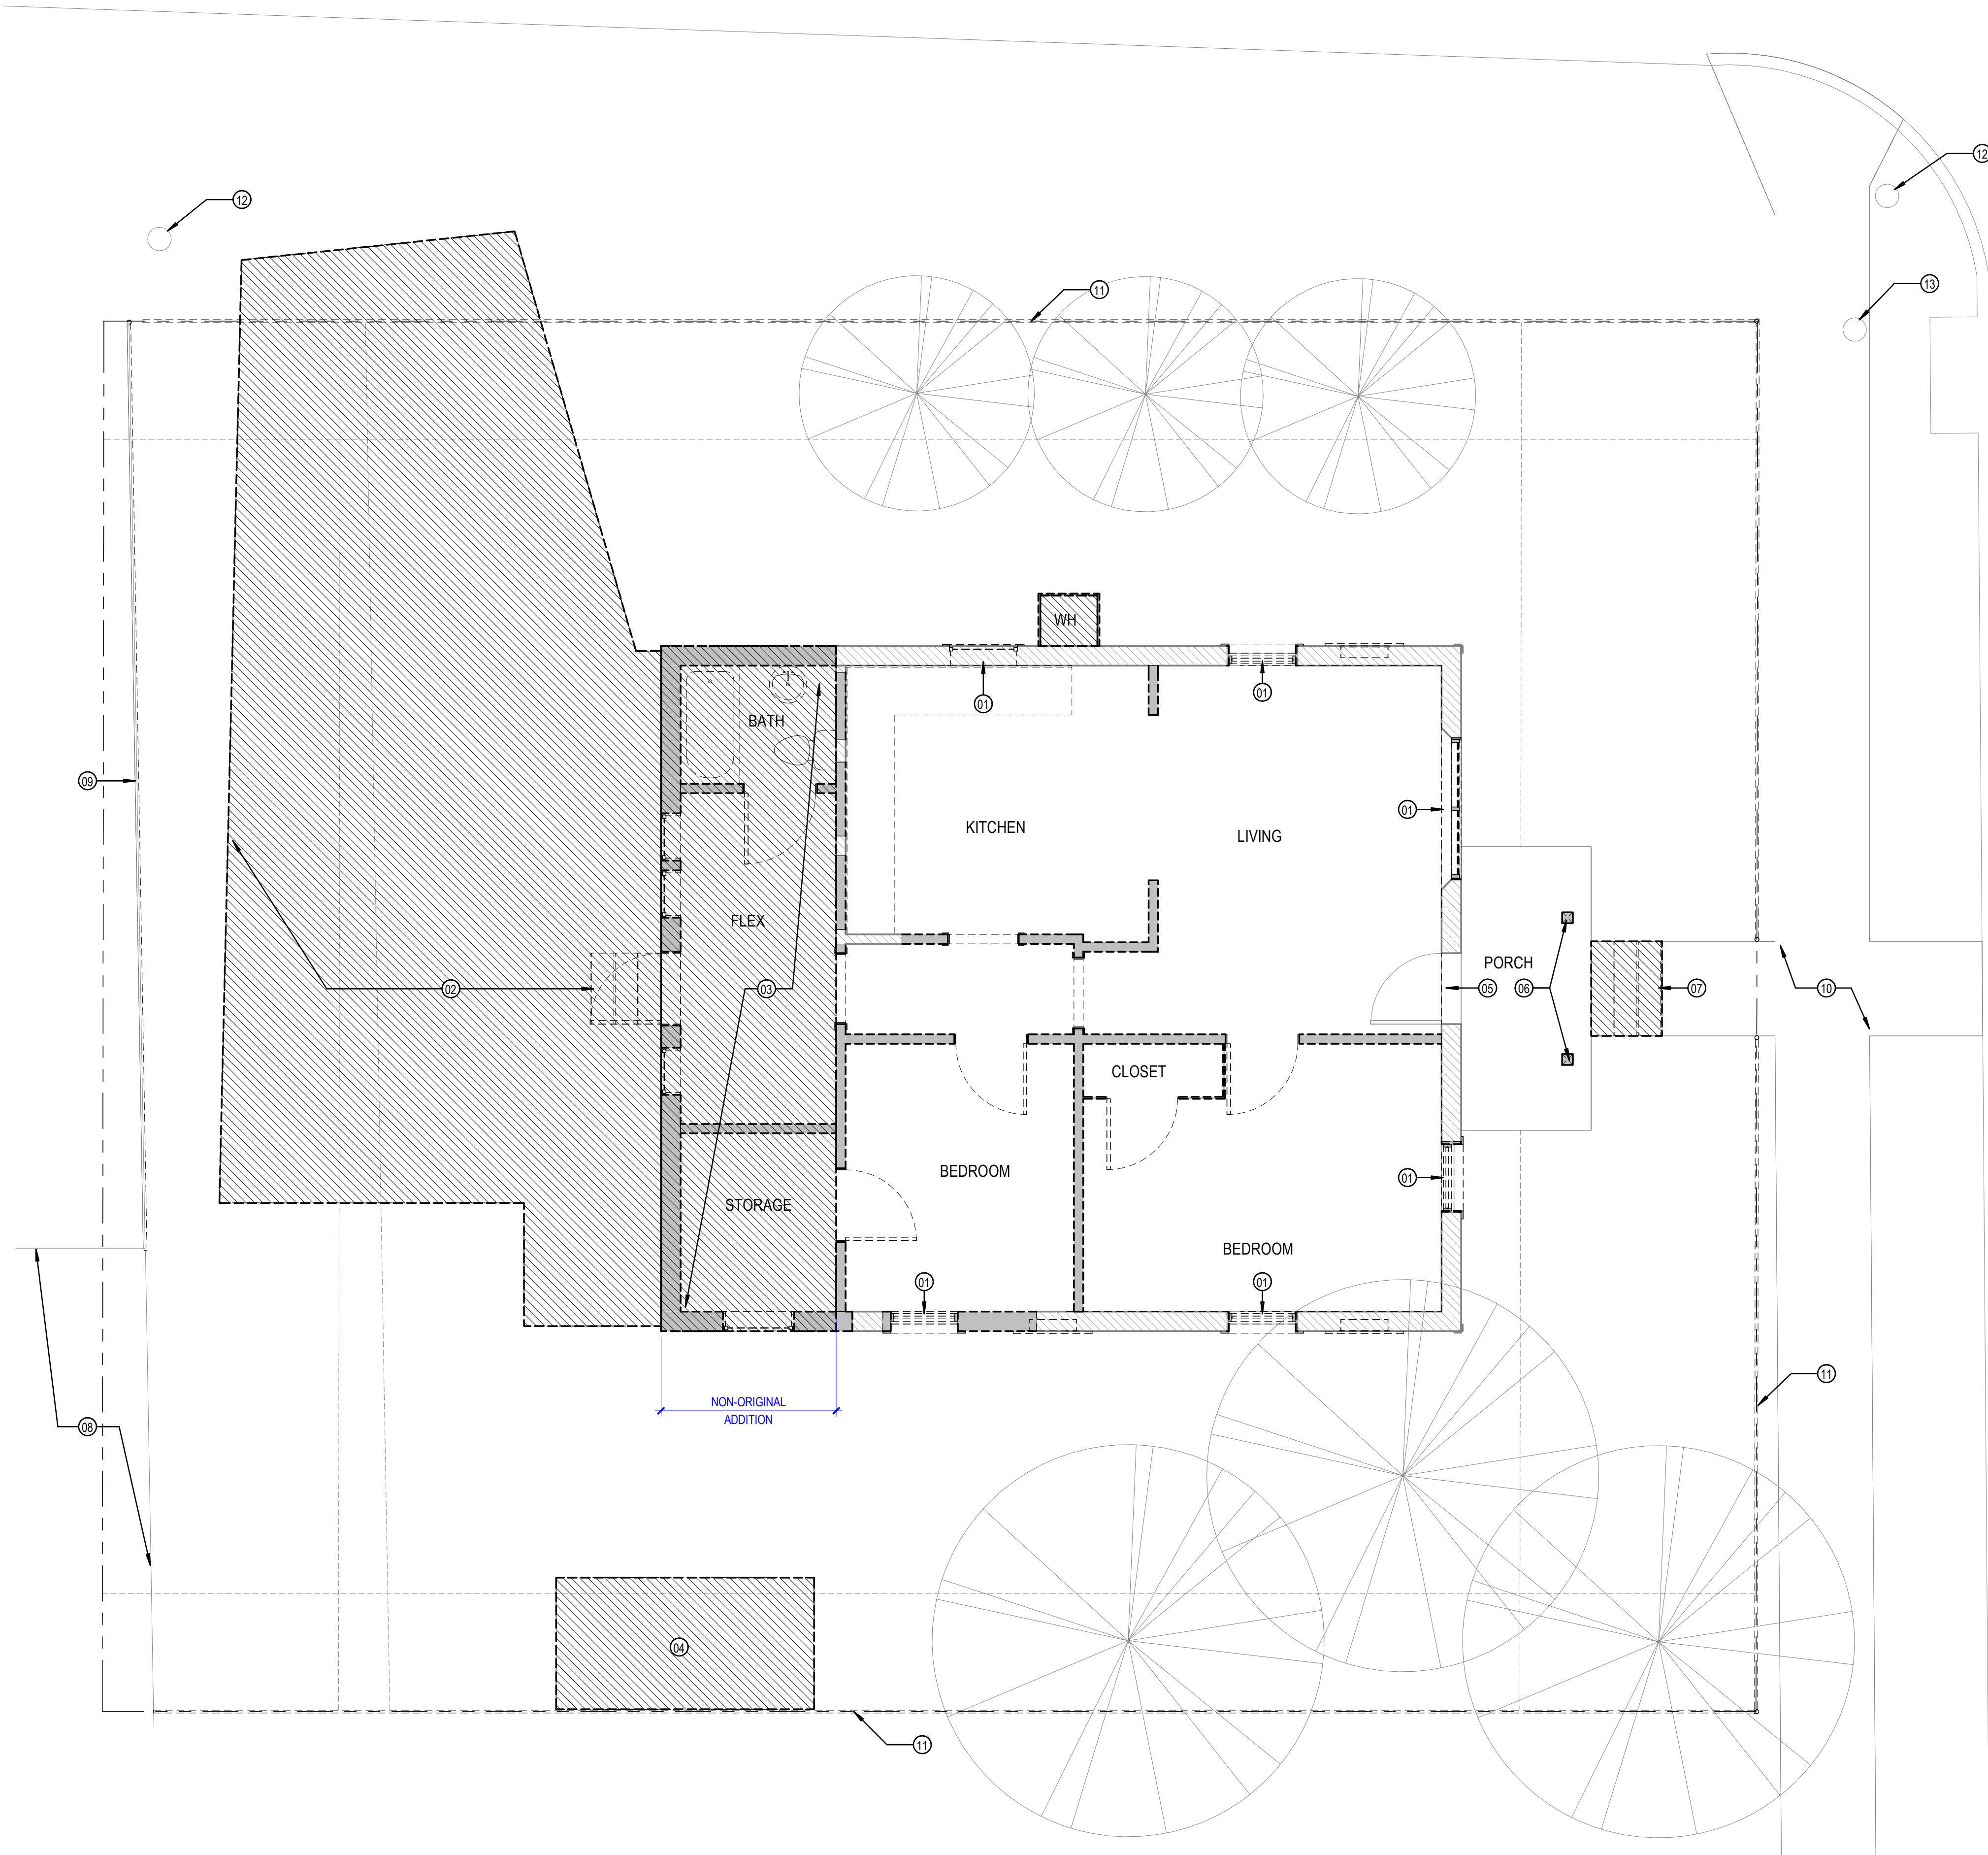 12
12
13
11
WH
01
01
BATH
09
01
KITCHEN
LIVING
FLEX
PORCH
02
03
05
06
07
10
CLOSET
BEDROOM
01
STORAGE
BEDROOM
01
01
11
NON-ORIGINAL
ADDITION
08
04
11